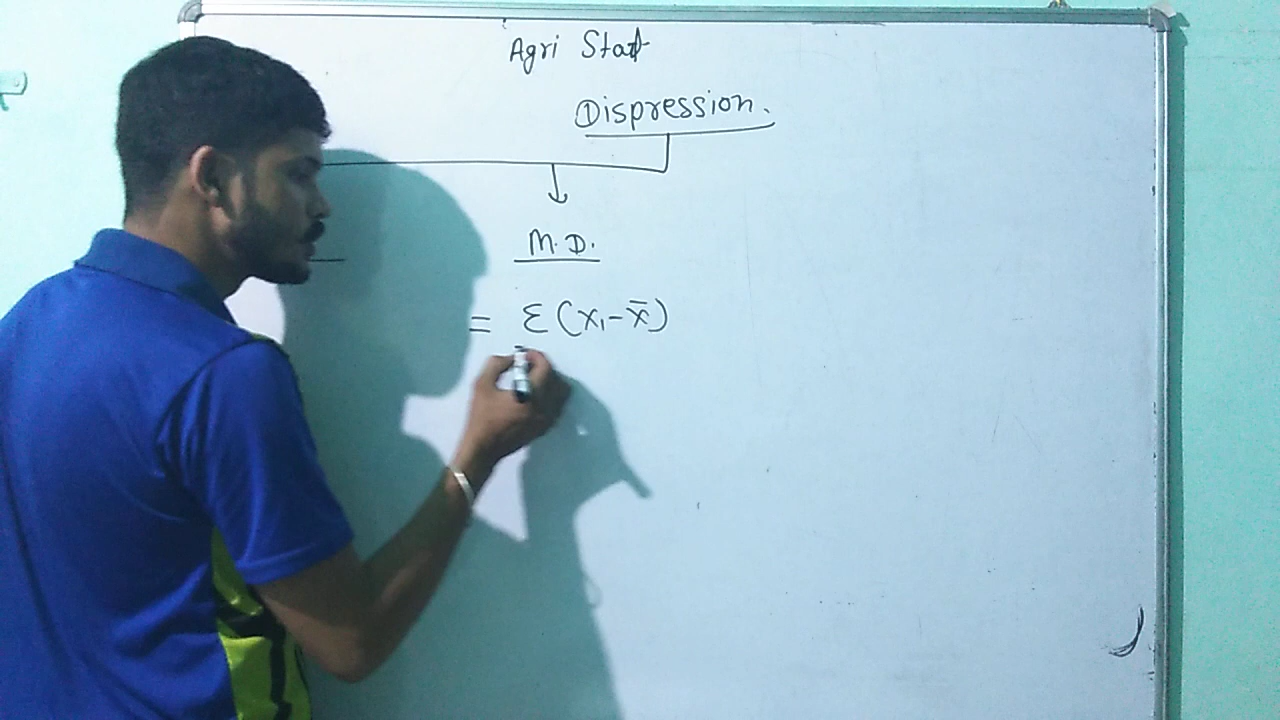 Agri Stat
Dispression.
M.D.
= Σ(x₁-x̄)